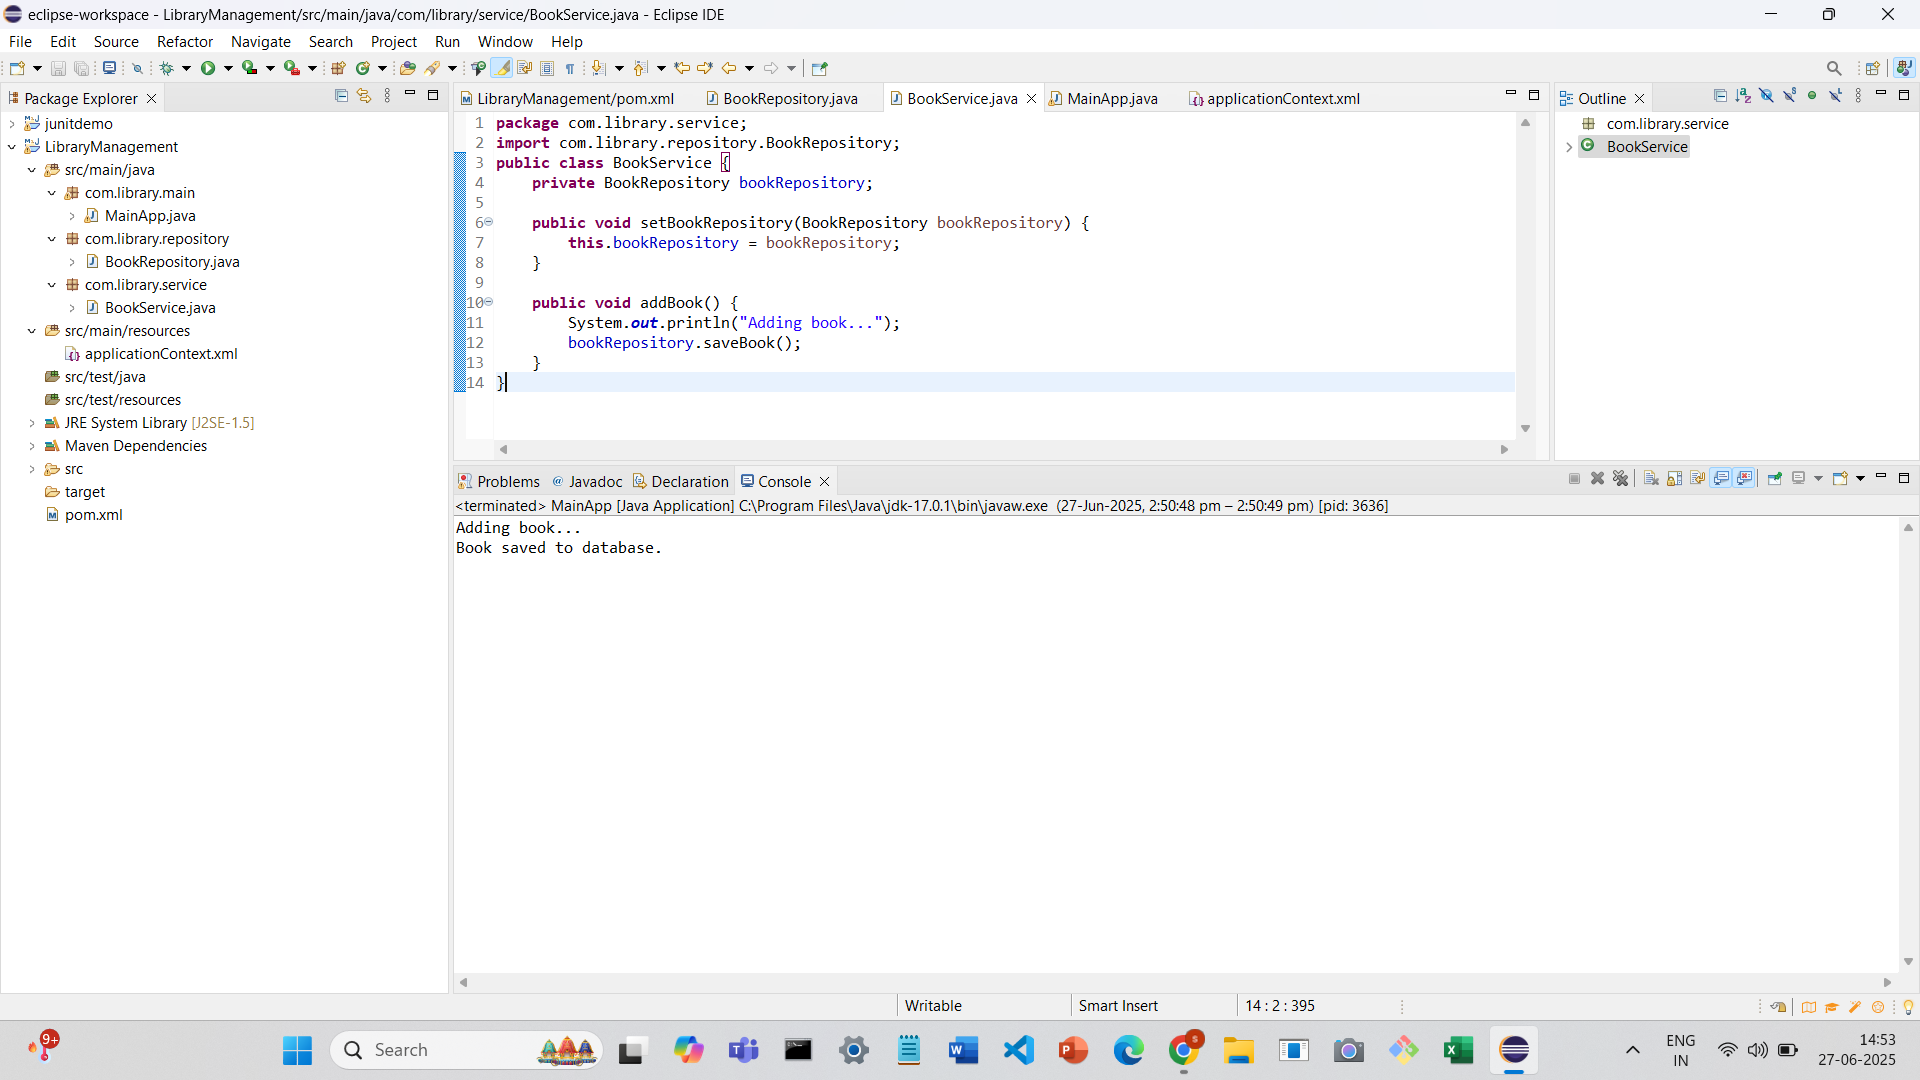 eclipse-workspace - LibraryManagement/src/main/java/com/library/service/BookService.java - Eclipse IDE
File Edit Source Refactor Navigate Search Project Run Window Help
Package Explorer
junitdemo
LibraryManagement
src/main/java
com.library.main
MainApp.java
com.library.repository
BookRepository.java
com.library.service
BookService.java
src/main/resources
applicationContext.xml
src/test/java
src/test/resources
JRE System Library [J2SE-1.5]
Maven Dependencies
src
target
pom.xml
LibraryManagement/pom.xml BookRepository.java BookService.java MainApp.java applicationContext.xml
1 package com.library.service;
2 import com.library.repository.BookRepository;
3 public class BookService {
4     private BookRepository bookRepository;
5
6     public void setBookRepository(BookRepository bookRepository) {
7         this.bookRepository = bookRepository;
8     }
9
10     public void addBook() {
11         System.out.println("Adding book...");
12         bookRepository.saveBook();
13     }
14 }
Outline
com.library.service
BookService
Problems Javadoc Declaration Console
<terminated> MainApp [Java Application] C:\Program Files\Java\jdk-17.0.1\bin\javaw.exe (27-Jun-2025, 2:50:48 pm – 2:50:49 pm) [pid: 3636]
Adding book...
Book saved to database.
Writable Smart Insert 14 : 2 : 395
9+
Search
ENG
IN
14:53
27-06-2025